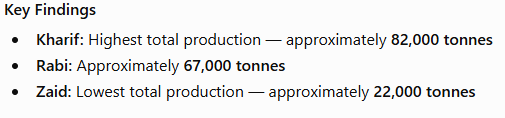 Key Findings
• Kharif: Highest total production — approximately 82,000 tonnes
• Rabi: Approximately 67,000 tonnes
• Zaid: Lowest total production — approximately 22,000 tonnes